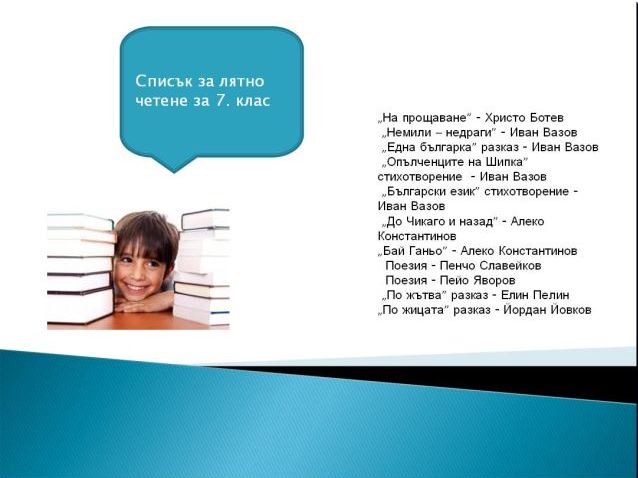 Списък за лятно
четене за 7. клас
„На прощаване” - Христо Ботев
„Немили – недраги” - Иван Вазов
„Една българка” разказ - Иван Вазов
„Опълченците на Шипка”
стихотворение - Иван Вазов
„Български език” стихотворение -
Иван Вазов
„До Чикаго и назад” - Алеко
Константинов
„Бай Ганьо” - Алеко Константинов
Поезия - Пенчо Славейков
Поезия - Пейо Яворов
„По жътва” разказ - Елин Пелин
„По жицата” разказ - Йордан Йовков